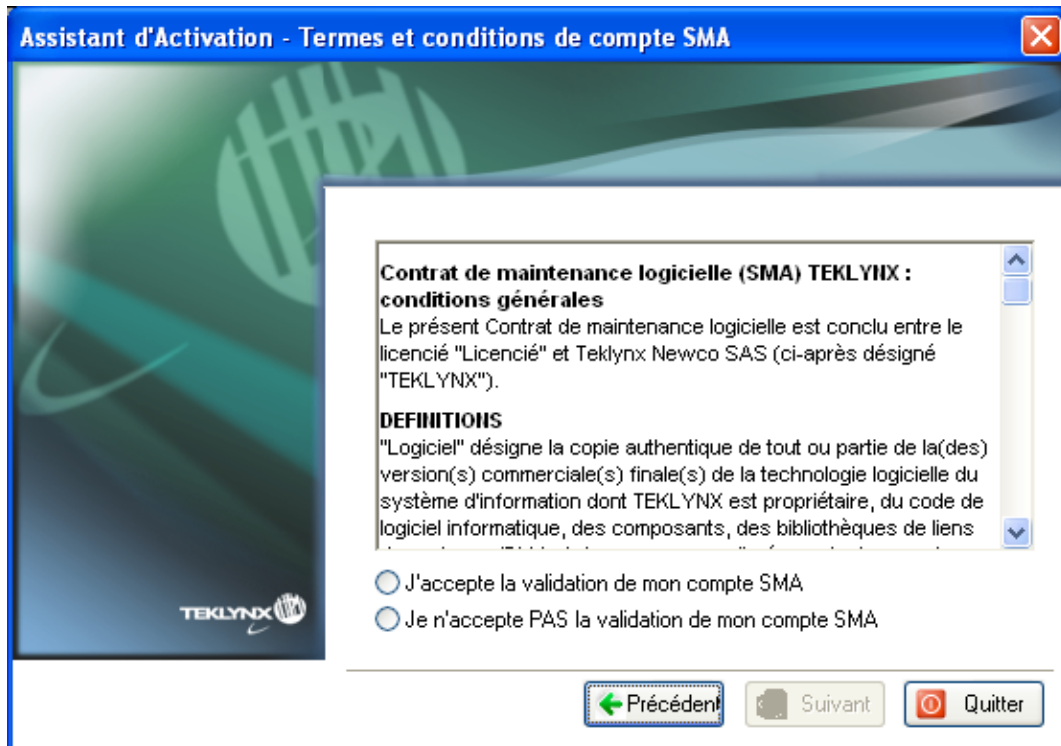 Assistant d'Activation - Termes et conditions de compte SMA
Contrat de maintenance logicielle (SMA) TEKLYNX :
conditions générales
Le présent Contrat de maintenance logicielle est conclu entre le
licencié "Licencié" et Teklynx Newco SAS (ci-après désigné
"TEKLYNX").
DEFINITIONS
"Logiciel" désigne la copie authentique de tout ou partie de la(des)
version(s) commerciale(s) finale(s) de la technologie logicielle du
système d'information dont TEKLYNX est propriétaire, du code de
logiciel informatique, des composants, des bibliothèques de liens
J'accepte la validation de mon compte SMA
Je n'accepte PAS la validation de mon compte SMA
TEKLYNX
Précédent
Suivant
Quitter